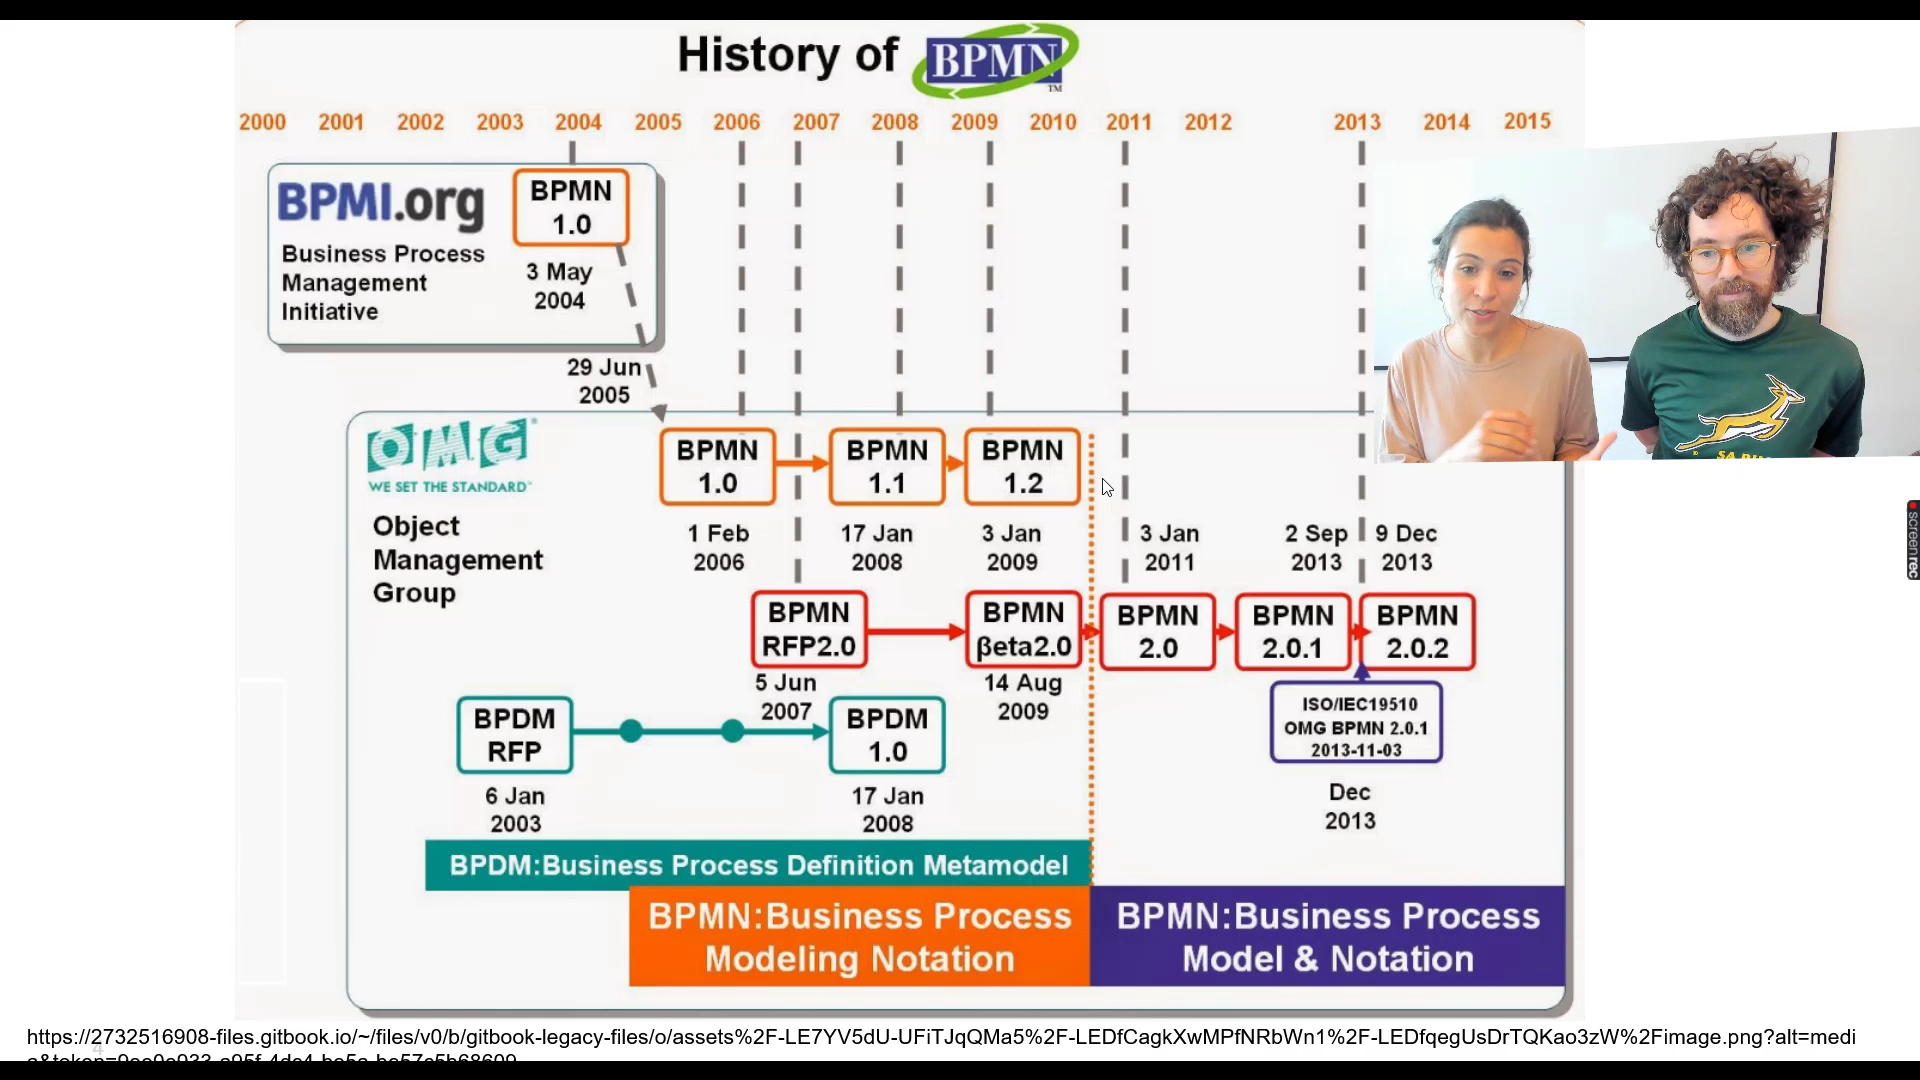 History of BPMN
TM
2000 2001 2002 2003 2004 2005 2006 2007 2008 2009 2010 2011 2012 2013 2014 2015
BPMI.org
Business Process
Management
Initiative
BPMN
1.0
3 May
2004
29 Jun
2005
OMG
WE SET THE STANDARD
Object
Management
Group
BPMN
1.0
1 Feb
2006
BPMN
1.1
17 Jan
2008
BPMN
1.2
3 Jan
2009
3 Jan
2011
2 Sep
2013
9 Dec
2013
BPMN
RFP2.0
5 Jun
2007
BPMN
βeta2.0
14 Aug
2009
BPMN
2.0
BPMN
2.0.1
BPMN
2.0.2
ISO/IEC19510
OMG BPMN 2.0.1
2013-11-03
Dec
2013
BPDM
RFP
6 Jan
2003
BPDM
1.0
17 Jan
2008
BPDM:Business Process Definition Metamodel
BPMN:Business Process
Modeling Notation
BPMN:Business Process
Model & Notation
https://2732516908-files.gitbook.io/~/files/v0/b/gitbook-legacy-files/o/assets%2F-LE7YV5dU-UFiTJqQMa5%2F-LEDfCagkXwMPfNRbWn1%2F-LEDfqegUsDrTQKao3zW%2Fimage.png?alt=medi
4
screenrec